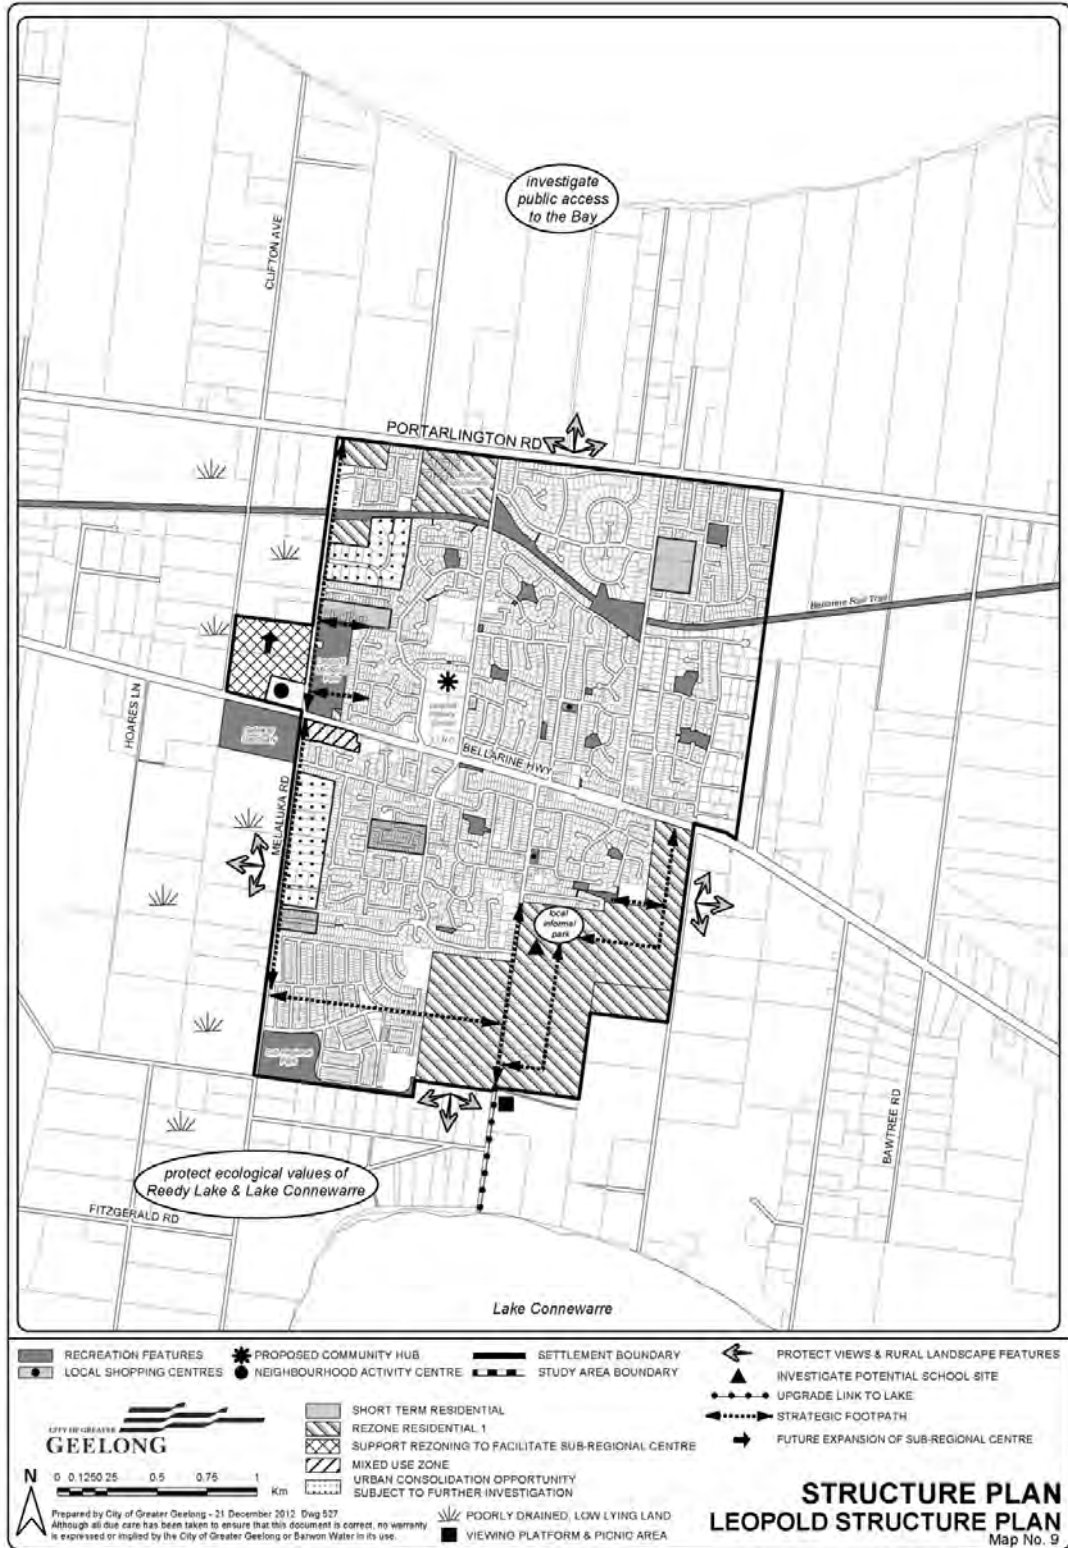 investigate
public access
to the Bay
CLIFTON AVE
PORTARLINGTON RD
Bellarine Rail Trail
HOARES LN
BELLARINE HWY
MELALUKA RD
local
informal
park
BAWTREE RD
protect ecological values of
Reedy Lake & Lake Connewarre
FITZGERALD RD
Lake Connewarre
RECREATION FEATURES
LOCAL SHOPPING CENTRES
PROPOSED COMMUNITY HUB
NEIGHBOURHOOD ACTIVITY CENTRE
SETTLEMENT BOUNDARY
STUDY AREA BOUNDARY
PROTECT VIEWS & RURAL LANDSCAPE FEATURES
INVESTIGATE POTENTIAL SCHOOL SITE
UPGRADE LINK TO LAKE
STRATEGIC FOOTPATH
FUTURE EXPANSION OF SUB-REGIONAL CENTRE
CITY OF GREATER
GEELONG
SHORT TERM RESIDENTIAL
REZONE RESIDENTIAL 1
SUPPORT REZONING TO FACILITATE SUB-REGIONAL CENTRE
MIXED USE ZONE
URBAN CONSOLIDATION OPPORTUNITY
SUBJECT TO FURTHER INVESTIGATION
POORLY DRAINED, LOW LYING LAND
VIEWING PLATFORM & PICNIC AREA
N
0 0.125 0.25 0.5 0.75 1
Km
Prepared by City of Greater Geelong - 21 December 2012 Dwg 527
Although all due care has been taken to ensure that this document is correct, no warranty
is expressed or implied by the City of Greater Geelong or Barwon Water in its use.
STRUCTURE PLAN
LEOPOLD STRUCTURE PLAN
Map No. 9